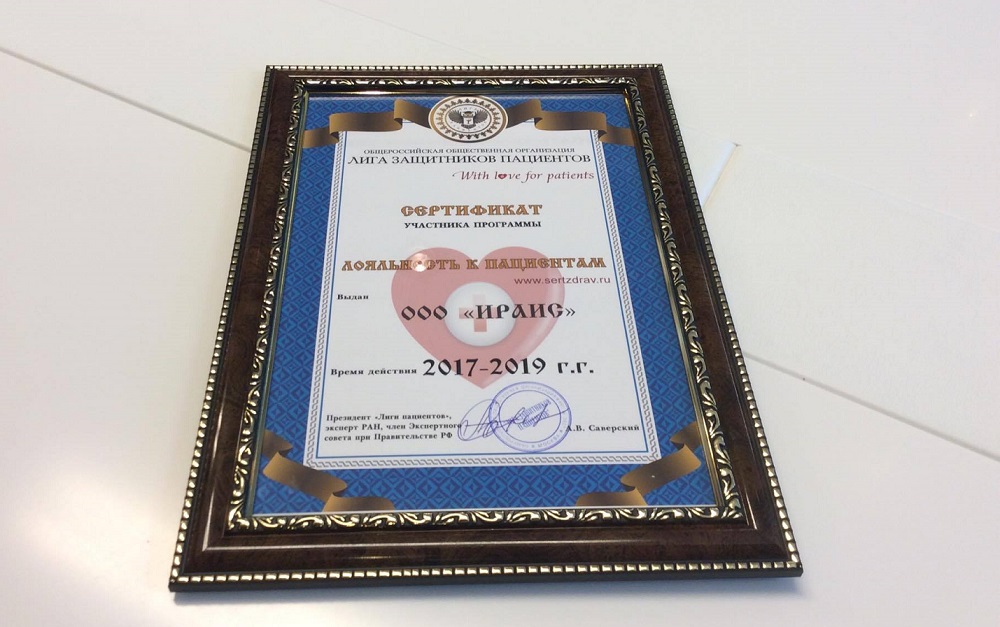 ОБЩЕРОССИЙСКАЯ ОБЩЕСТВЕННАЯ ОРГАНИЗАЦИЯ
ЛИГА ЗАЩИТНИКОВ ПАЦИЕНТОВ
With love for patients
СЕРТИФИКАТ
УЧАСТНИКА ПРОГРАММЫ
ЛОЯЛЬНОСТЬ К ПАЦИЕНТАМ
www.sertzdrav.ru
Выдан
ООО «ИРАИС»
Время действия 2017-2019 г.г.
Президент «Лиги пациентов»,
эксперт РАН, член Экспертного
совета при Правительстве РФ
А.В. Саверский